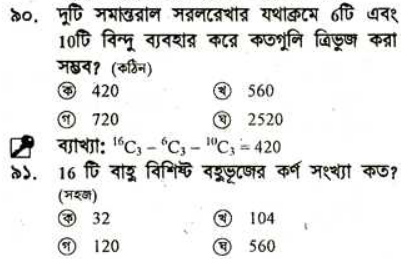 ৯০. দুটি সমান্তরাল সরলরেখার যথাক্রমে 6টি এবং
10টি বিন্দু ব্যবহার করে কতগুলি ত্রিভুজ করা
সম্ভব? (কঠিন)
ক 420 খ 560
গ 720 ঘ 2520
ব্যাখ্যা: ¹⁶C₃ – ⁶C₃ – ¹⁰C₃ = 420
৯১. 16 টি বাহু বিশিষ্ট বহুভুজের কর্ণ সংখ্যা কত?
(সহজ)
ক 32 খ 104
গ 120 ঘ 560